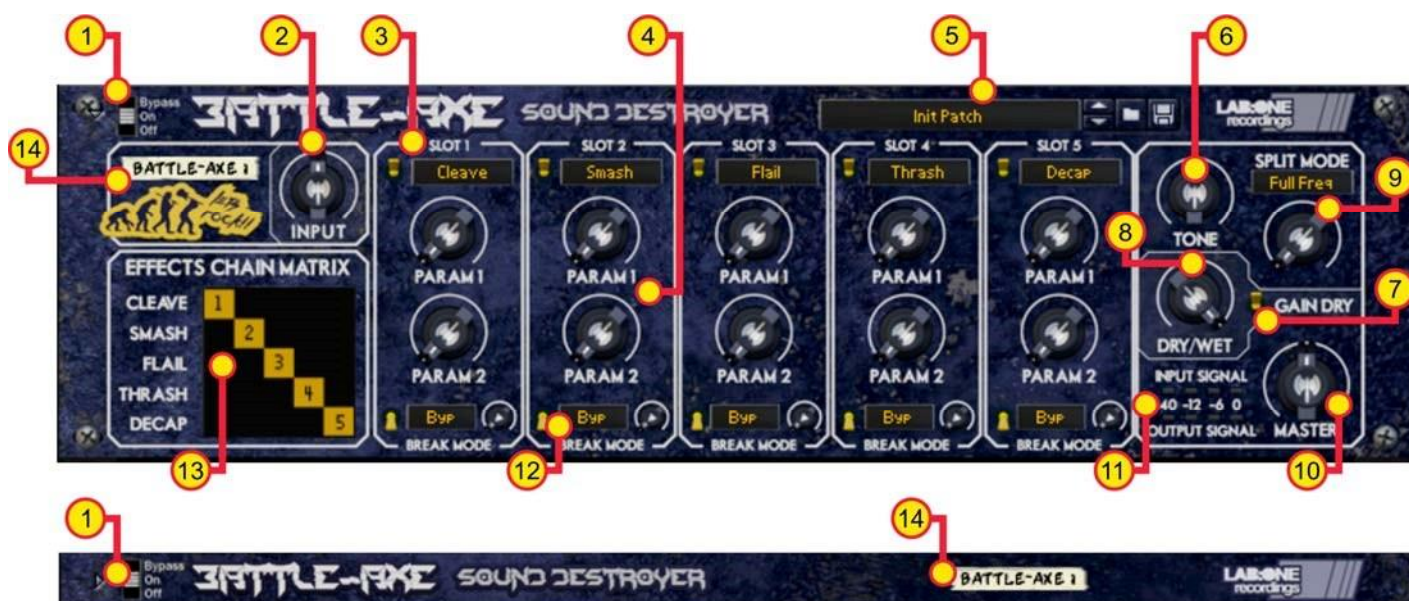 1 2 3 4 5 6
Bypass
On
Off
BATTLE-AXE SOUND DESTROYER
Init Patch
LAB:ONE
recordings
14
BATTLE-AXE 1
INPUT
SLOT 1 SLOT 2 SLOT 3 SLOT 4 SLOT 5
Cleave Smash Flail Thrash Decap
SPLIT MODE
Full Freq
9
TONE
8
PARAM 1 PARAM 1 PARAM 1 PARAM 1 PARAM 1
EFFECTS CHAIN MATRIX
CLEAVE 1
SMASH 2
FLAIL 3
THRASH 4
DECAP 5
GAIN DRY
7
DRY/WET
PARAM 2 PARAM 2 PARAM 2 PARAM 2 PARAM 2
INPUT SIGNAL
40 -12 -6 0
OUTPUT SIGNAL
MASTER
Byp Byp Byp Byp Byp
BREAK MODE BREAK MODE BREAK MODE BREAK MODE BREAK MODE
13 12 11 10
1 14
Bypass
On
Off
BATTLE-AXE SOUND DESTROYER
BATTLE-AXE 1
LAB:ONE
recordings